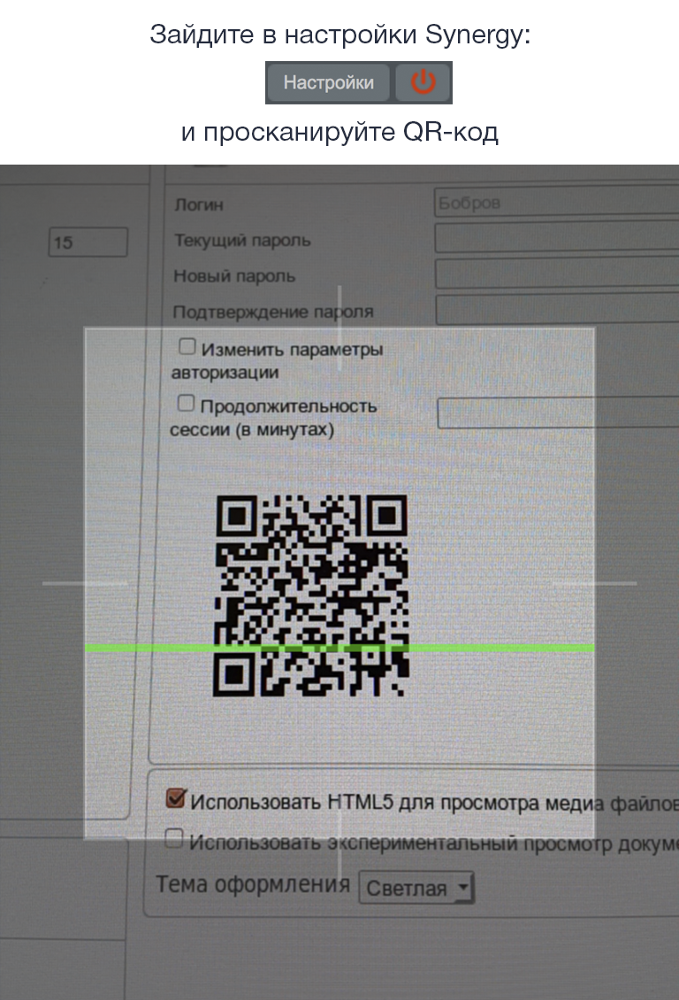 Зайдите в настройки Synergy:
Настройки
и просканируйте QR-код
Логин
Бобров
15
Текущий пароль
Новый пароль
Подтверждение пароля
Изменить параметры
авторизации
Продолжительность
сессии (в минутах)
Использовать HTML5 для просмотра медиа файлов
Использовать экспериментальный просмотр докуме
Тема оформления Светлая